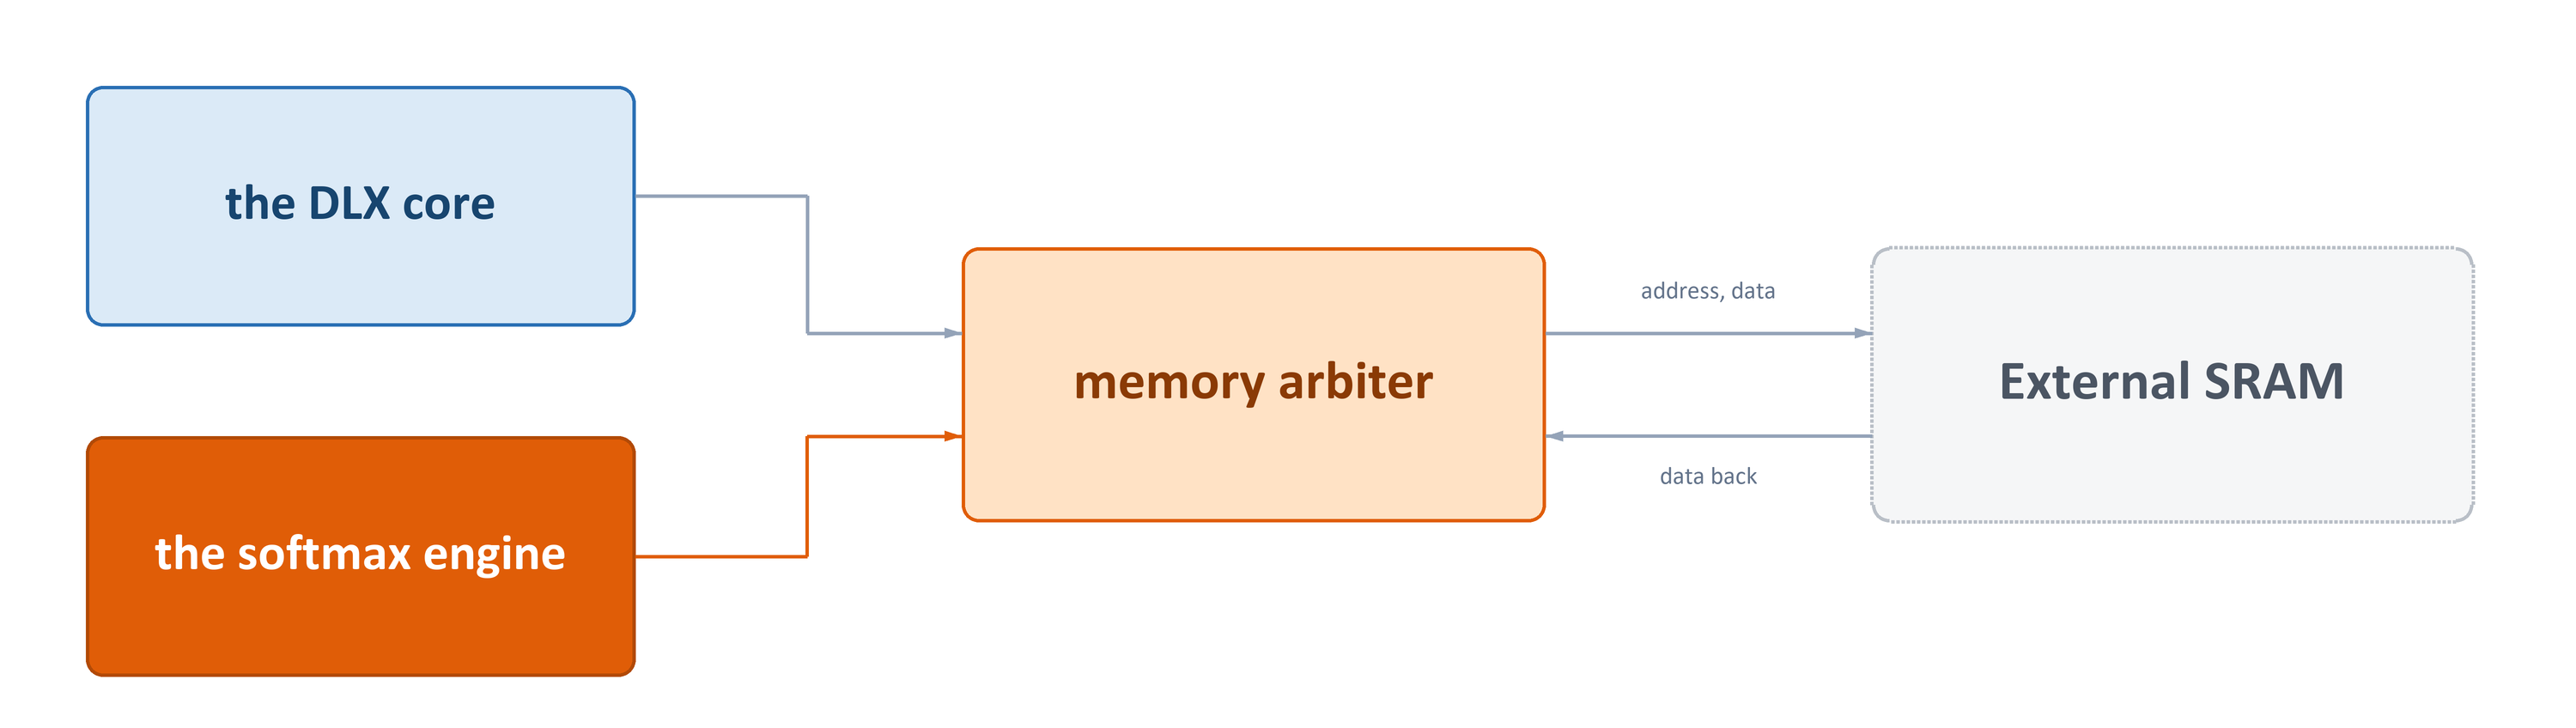 the DLX core
the softmax engine
memory arbiter
address, data
data back
External SRAM